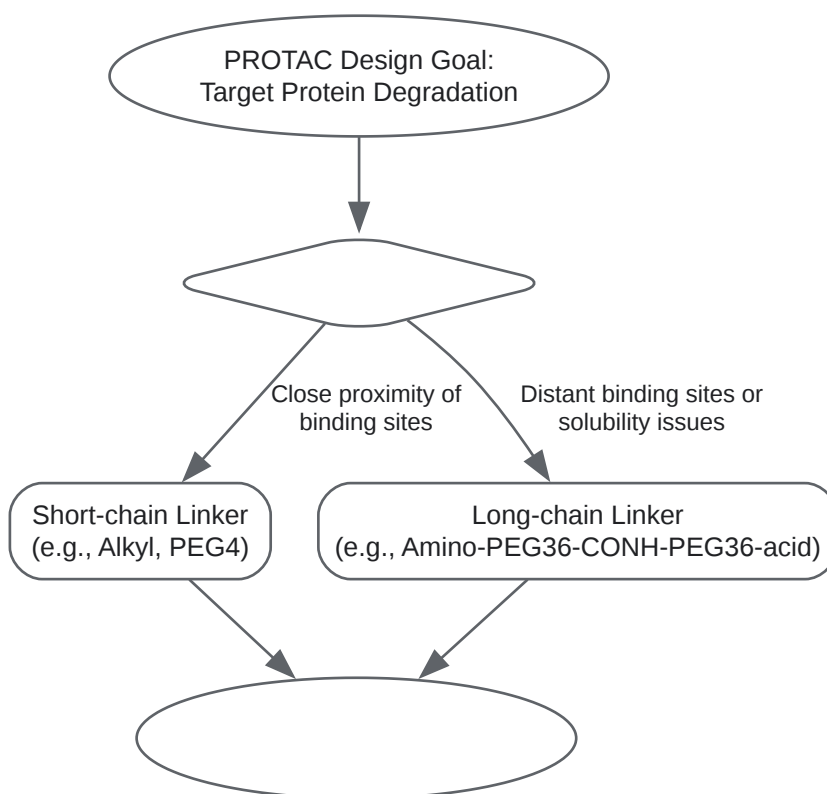 PROTAC Design Goal:
Target Protein Degradation
Close proximity of
binding sites
Distant binding sites or
solubility issues
Short-chain Linker
(e.g., Alkyl, PEG4)
Long-chain Linker
(e.g., Amino-PEG36-CONH-PEG36-acid)